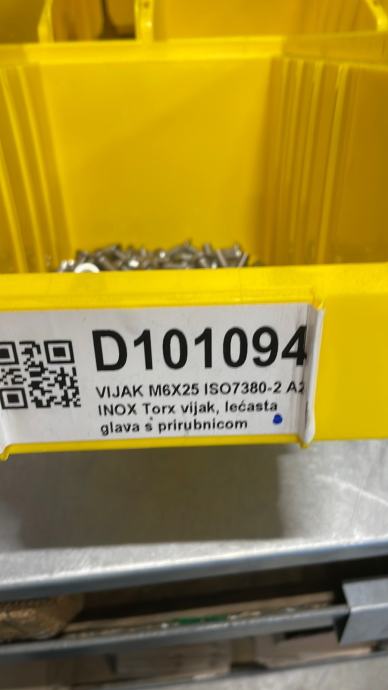 D101094
VIJAK M6X25 ISO7380-2 A2
INOX Torx vijak, lećasta
glava s prirubnicom